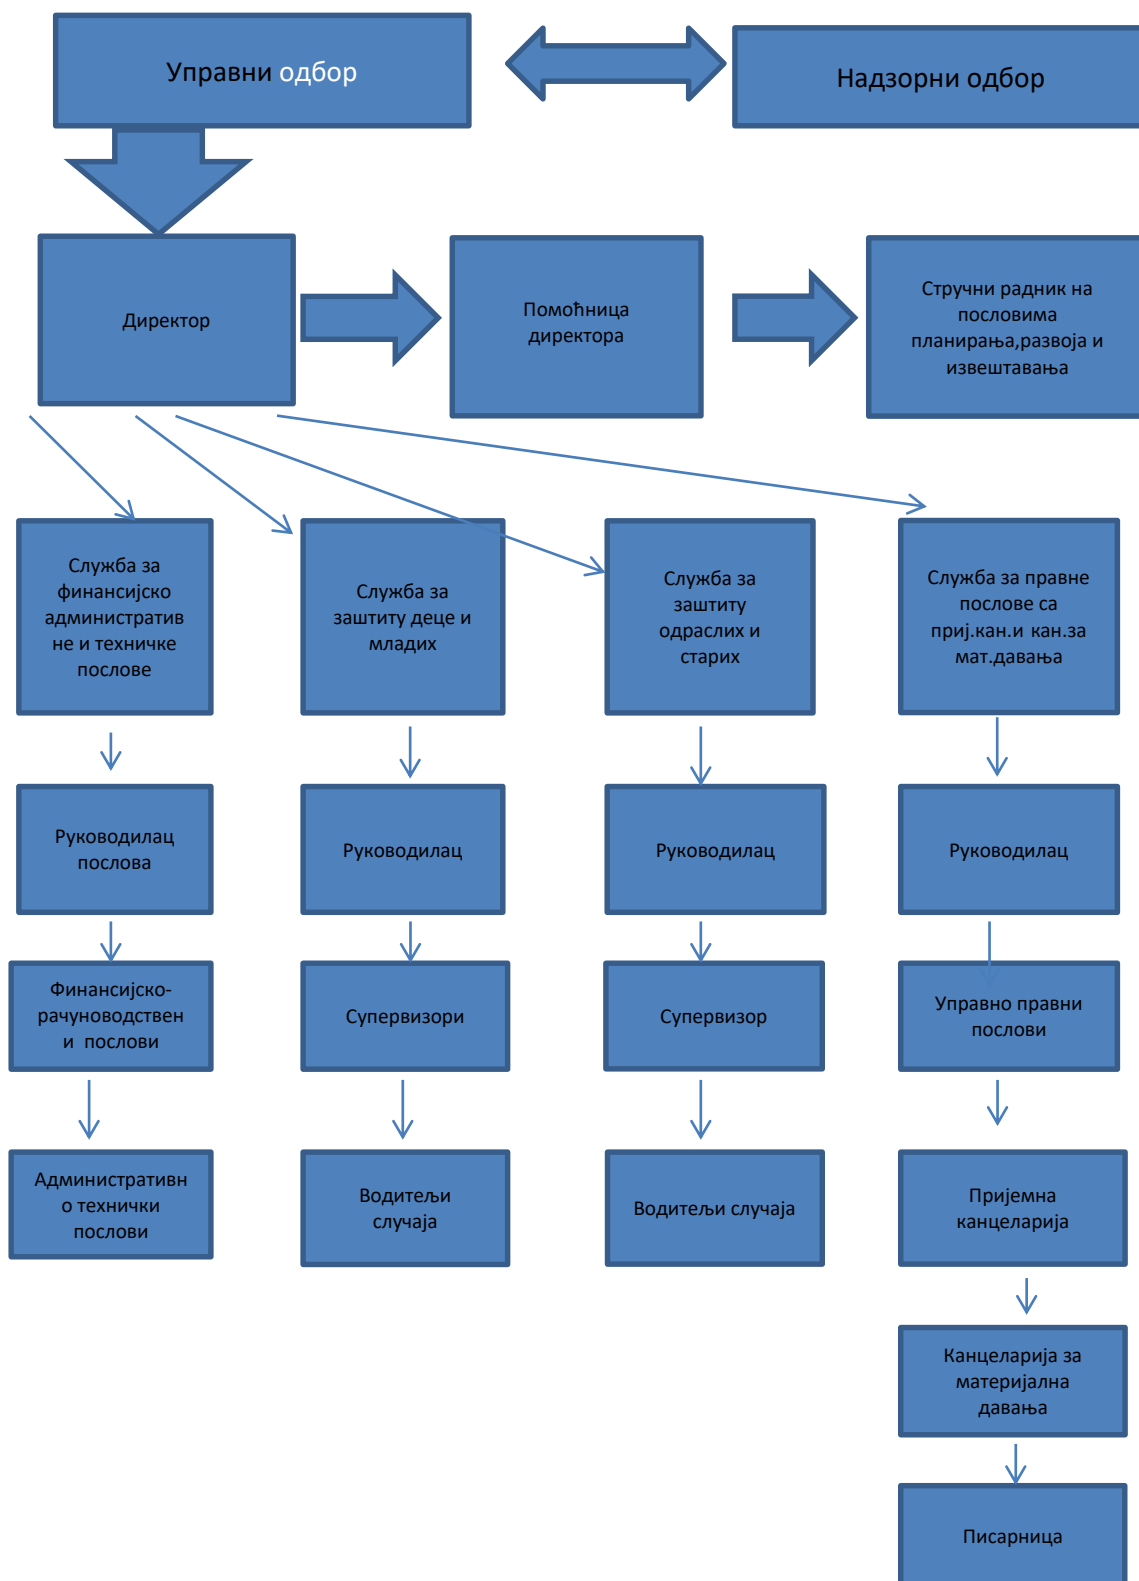 Управни одбор
Надзорни одбор
Директор
Помоћница
директора
Стручни радник на
пословима
планирања,развоја и
извештавања
Служба за
финансијско
административ
не и техничке
послове
Служба за
заштиту деце и
младих
Служба за
заштиту
одраслих и
старих
Служба за правне
послове са
приј.кан.и кан.за
мат.давања
Руководилац
послова
Руководилац
Руководилац
Руководилац
Финансијско-
рачуноводствен
и послови
Супервизори
Супервизор
Управно правни
послови
Административн
о технички
послови
Водитељи
случаја
Водитељи случаја
Пријемна
канцеларија
Канцеларија за
материјална
давања
Писарница